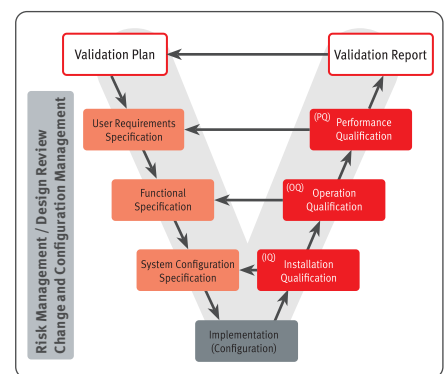 Validation Plan
Validation Report
User Requirements
Specification
(PQ)
Performance
Qualification
Functional
Specification
(OQ)
Operation
Qualification
System Configuration
Specification
(IQ)
Installation
Qualification
Implementation
(Configuration)
Risk Management / Design Review
Change and Configuration Management